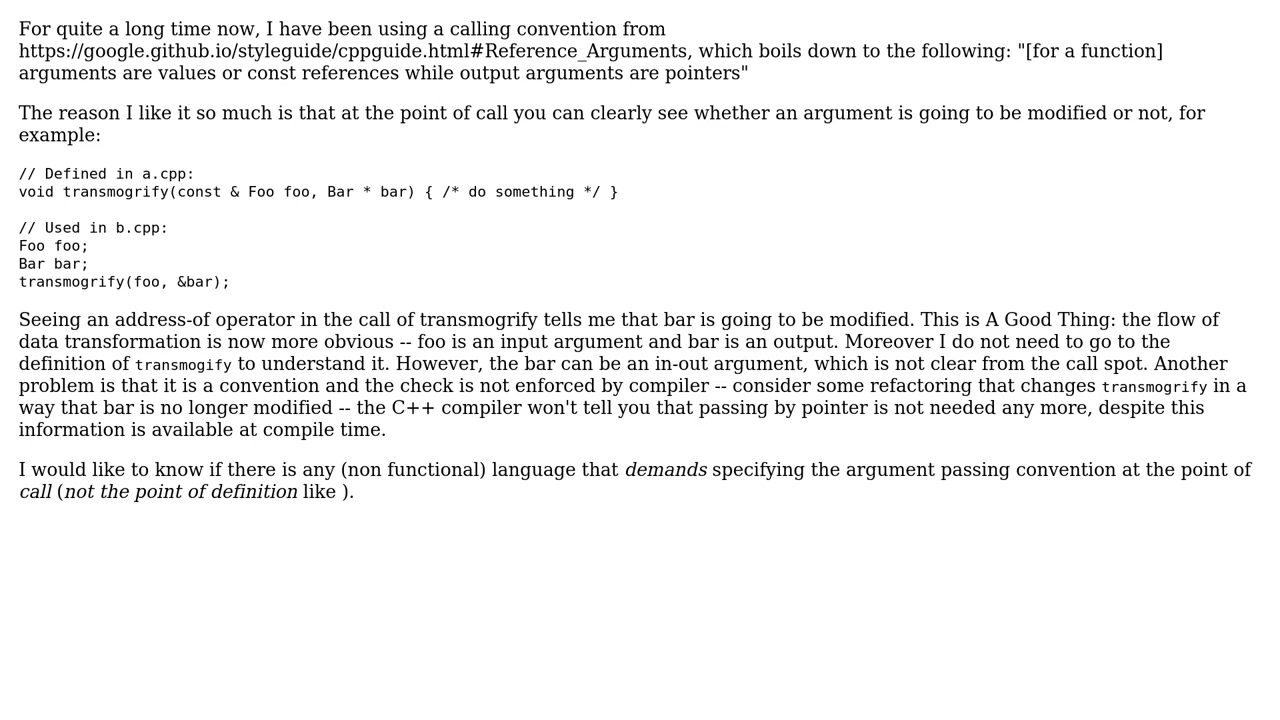 For quite a long time now, I have been using a calling convention from
https://google.github.io/styleguide/cppguide.html#Reference_Arguments, which boils down to the following: "[for a function]
arguments are values or const references while output arguments are pointers"
The reason I like it so much is that at the point of call you can clearly see whether an argument is going to be modified or not, for
example:
// Defined in a.cpp:
void transmogrify(const & Foo foo, Bar * bar) { /* do something */ }
// Used in b.cpp:
Foo foo;
Bar bar;
transmogrify(foo, &bar);
Seeing an address-of operator in the call of transmogrify tells me that bar is going to be modified. This is A Good Thing: the flow of
data transformation is now more obvious -- foo is an input argument and bar is an output. Moreover I do not need to go to the
definition of transmogify to understand it. However, the bar can be an in-out argument, which is not clear from the call spot. Another
problem is that it is a convention and the check is not enforced by compiler -- consider some refactoring that changes transmogrify in a
way that bar is no longer modified -- the C++ compiler won't tell you that passing by pointer is not needed any more, despite this
information is available at compile time.
I would like to know if there is any (non functional) language that demands specifying the argument passing convention at the point of
call (not the point of definition like ).